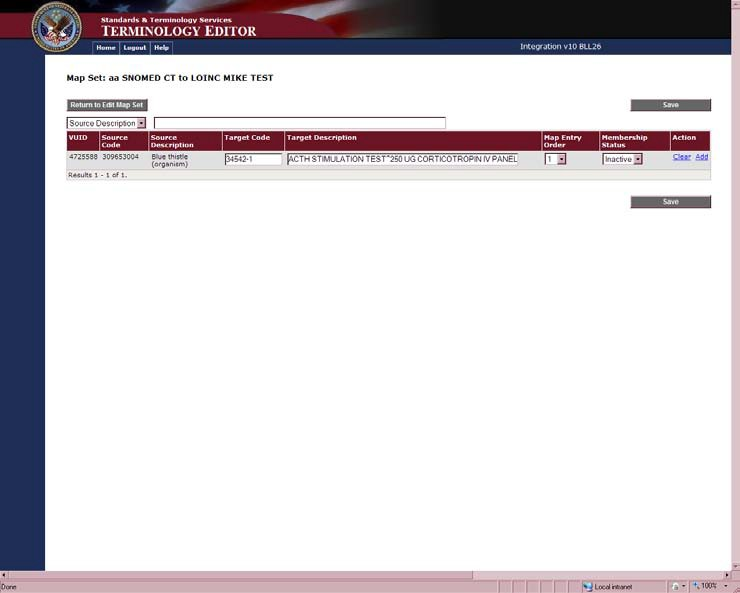 Standards & Terminology Services
TERMINOLOGY EDITOR
Home Logout Help
Integration v10 BLL26
Map Set: aa SNOMED CT to LOINC MIKE TEST
Return to Edit Map Set
Save
Source Description
VUID Source Code Source Description Target Code Target Description Map Entry Order Membership Status Action
4725588 309653004 Blue thistle (organism) 34542-1 ACTH STIMULATION TEST^250 UG CORTICOTROPIN IV PANEL 1 Inactive Clear Add
Results 1 - 1 of 1.
Save
Done Local intranet 100%